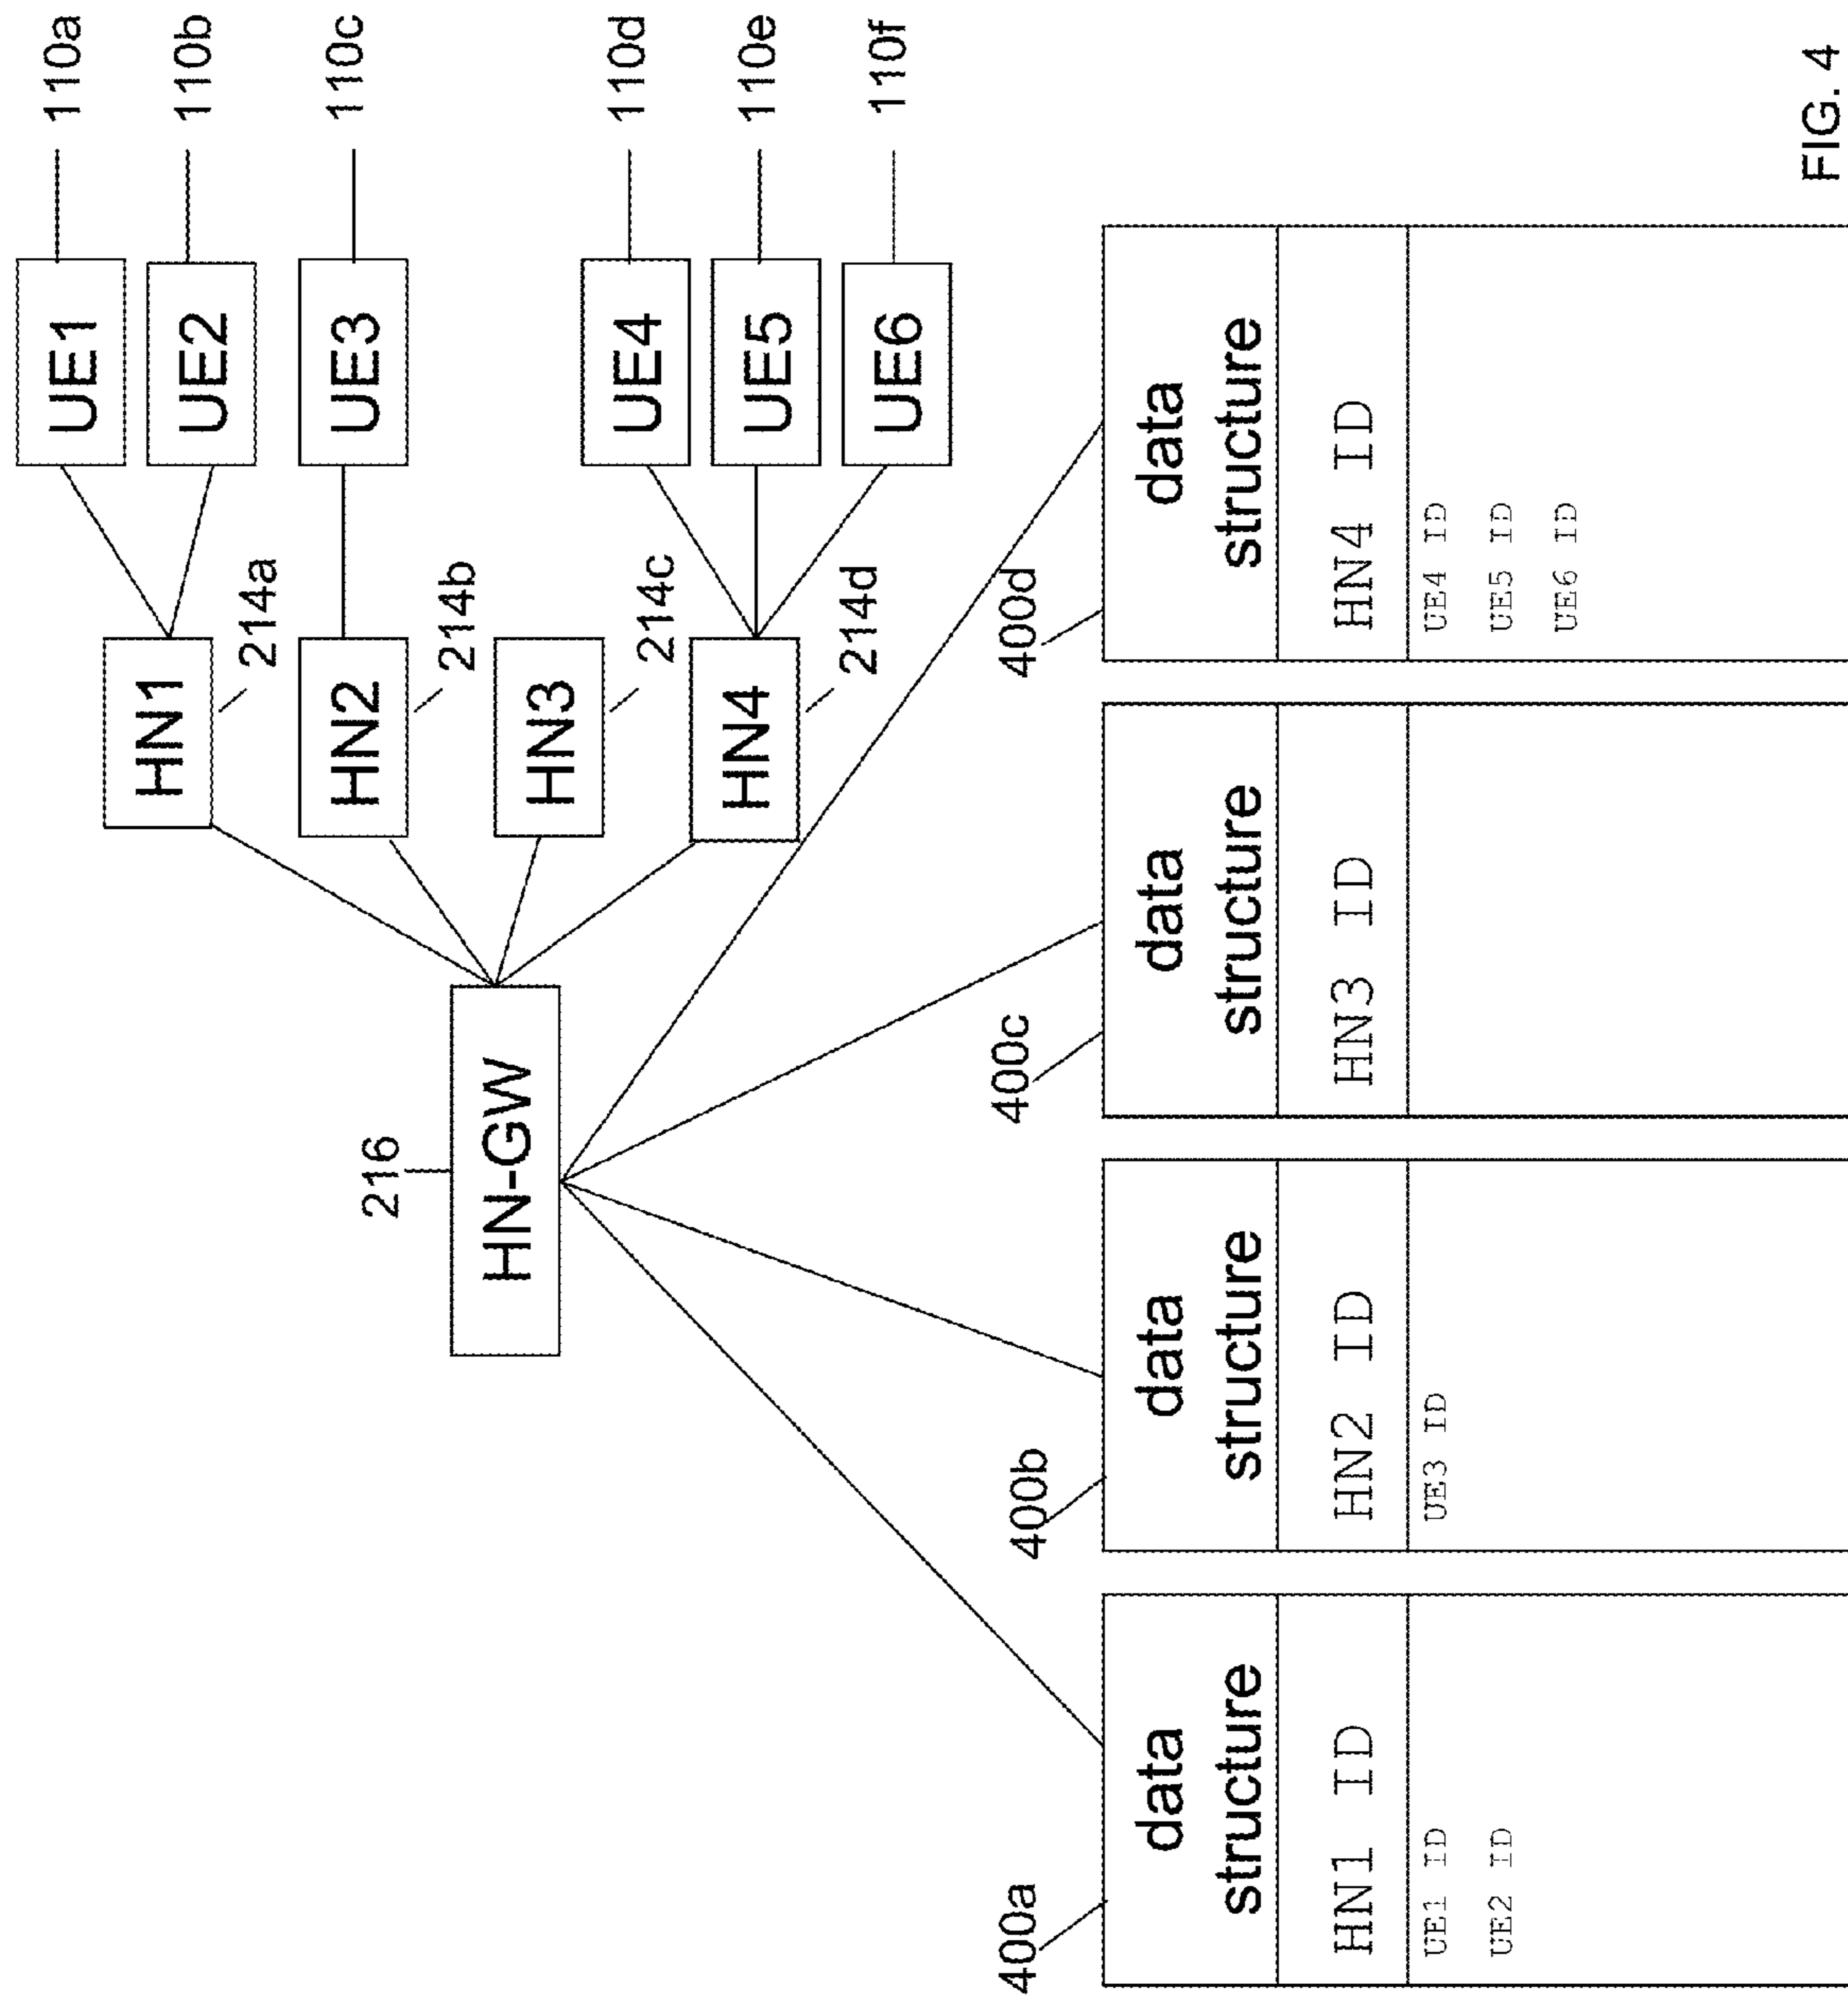 UE1
110a
UE2
110b
UE3
110c
UE4
110d
UE5
110e
UE6
110f
HN1
214a
HN2
214b
HN3
214c
HN4
214d
216
HN-GW
400a
data
structure
HN1 ID
UE1 ID
UE2 ID
400b
data
structure
HN2 ID
UE3 ID
400c
data
structure
HN3 ID
400d
data
structure
HN4 ID
UE4 ID
UE5 ID
UE6 ID
FIG. 4